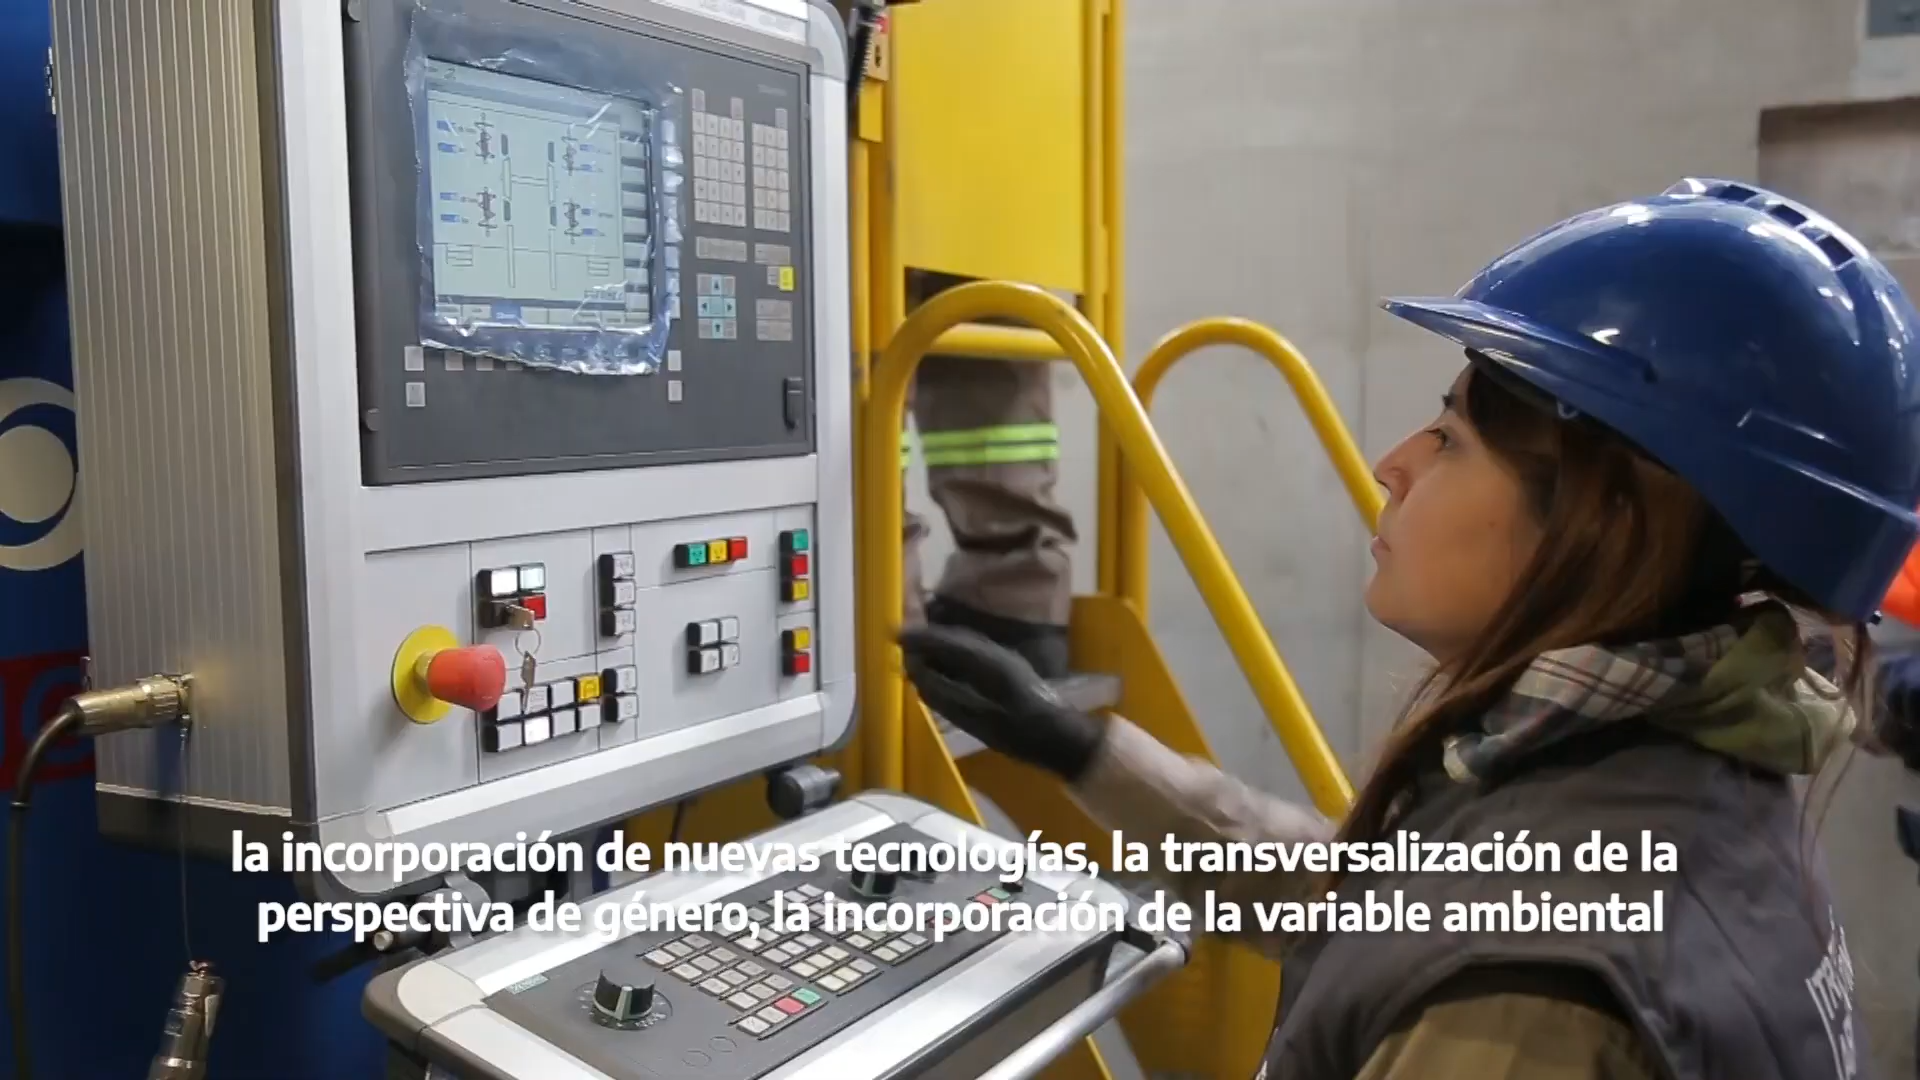 la incorporación de nuevas tecnologías, la transversalización de la
perspectiva de género, la incorporación de la variable ambiental